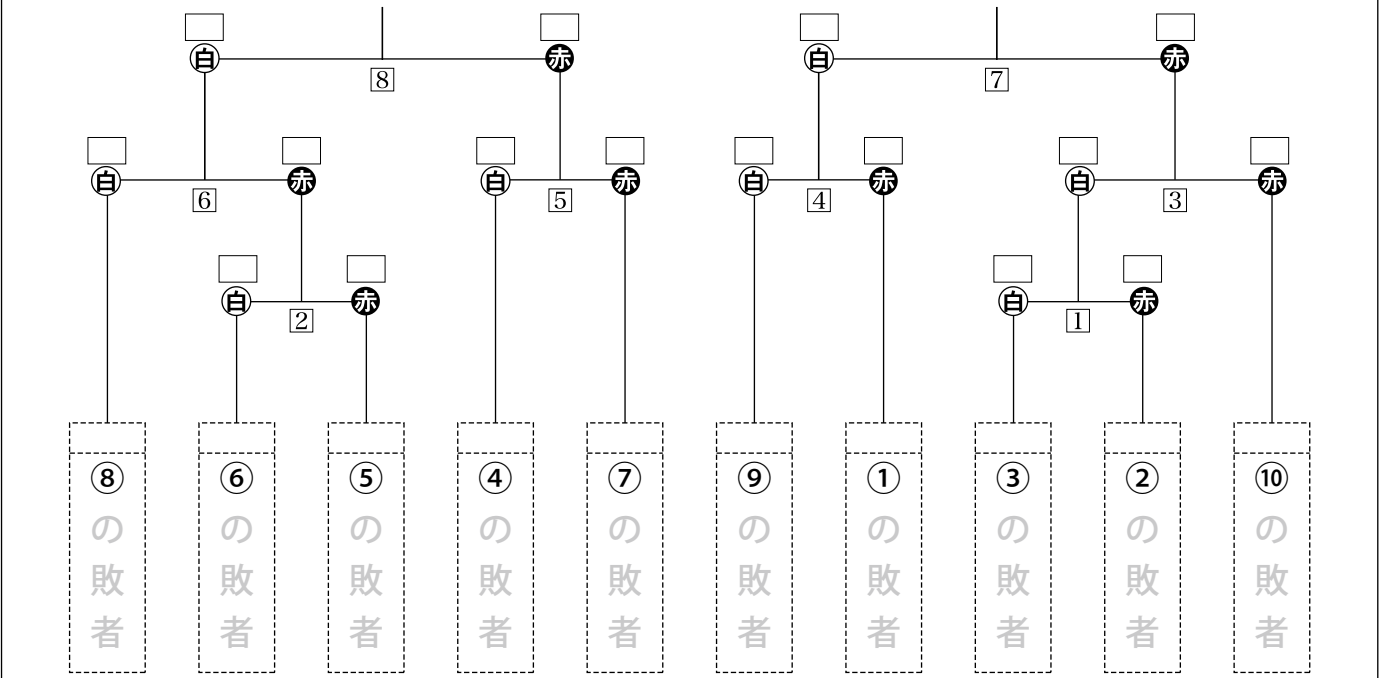 白 赤 白 赤
8 7
白 赤 白 赤 白 赤 白 赤
6 5 4 3
白 赤 白 赤
2 1
⑧の敗者
⑥の敗者
⑤の敗者
④の敗者
⑦の敗者
⑨の敗者
①の敗者
③の敗者
②の敗者
⑩の敗者